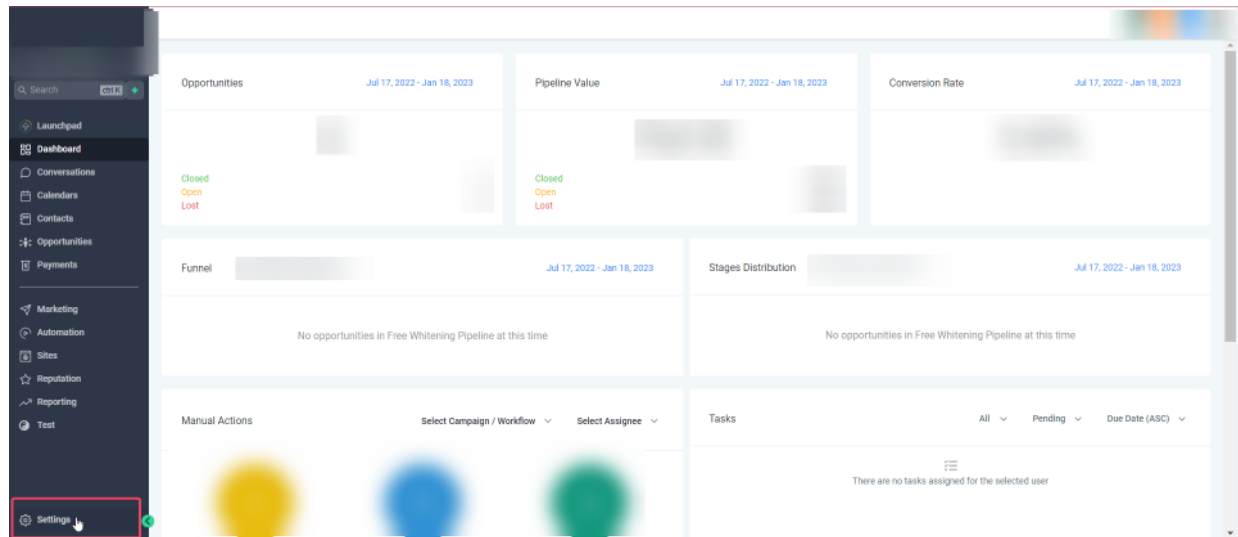 Search ctrl K
Launchpad
Dashboard
Conversations
Calendars
Contacts
Opportunities
Payments
Marketing
Automation
Sites
Reputation
Reporting
Test
Settings
Opportunities Jul 17, 2022 - Jan 18, 2023
Closed
Open
Lost
Pipeline Value Jul 17, 2022 - Jan 18, 2023
Closed
Open
Lost
Conversion Rate Jul 17, 2022 - Jan 18, 2023
Funnel Jul 17, 2022 - Jan 18, 2023
No opportunities in Free Whitening Pipeline at this time
Stages Distribution Jul 17, 2022 - Jan 18, 2023
No opportunities in Free Whitening Pipeline at this time
Manual Actions Select Campaign / Workflow Select Assignee
Tasks All Pending Due Date (ASC)
There are no tasks assigned for the selected user